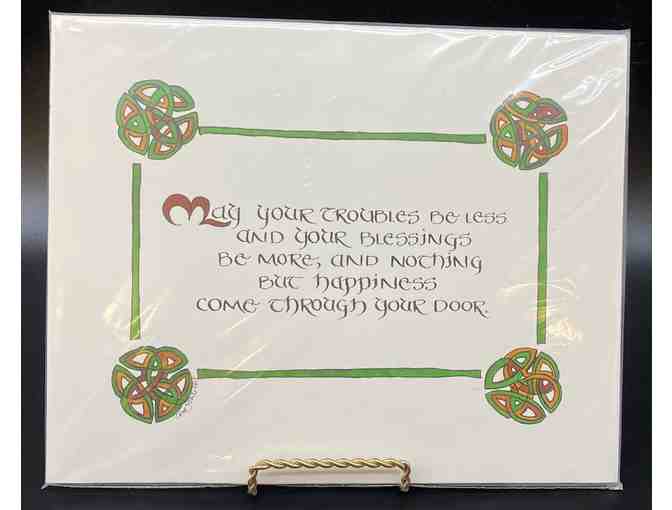 May your troubles be less
and your blessings
be more, and nothing
but happiness
come through your door.